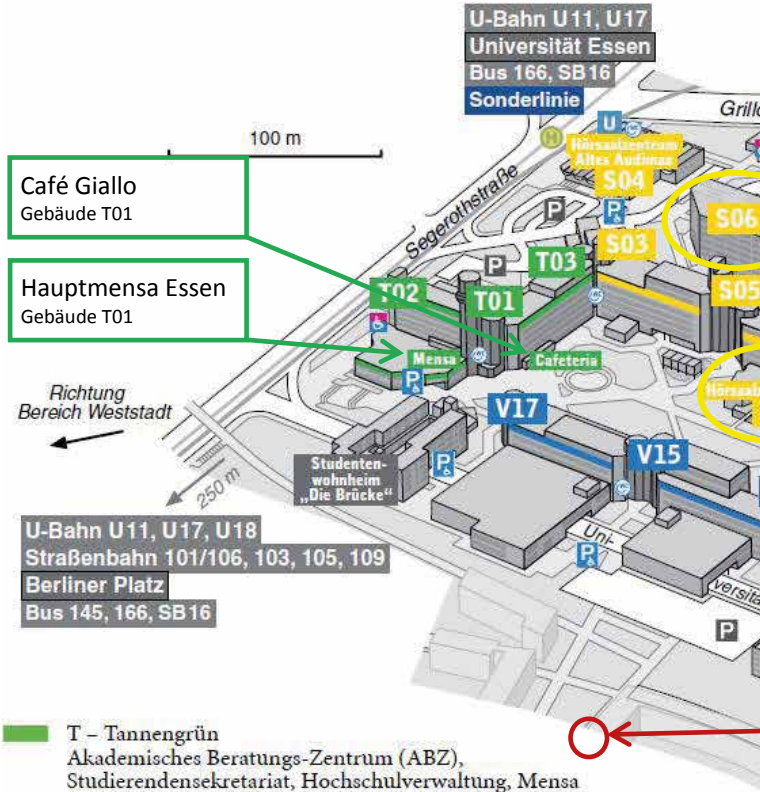 U-Bahn U11, U17
Universität Essen
Bus 166, SB16
Sonderlinie
100 m
Café Giallo
Gebäude T01
Hauptmensa Essen
Gebäude T01
Segerothstraße
H
U
Hörsaalzentrum
Altes Audimax
S04
P
P
S06
S03
P
T03
T02
T01
S05
Mensa
Cafeteria
P
Richtung
Bereich Weststadt
V17
V15
Studenten-
wohnheim
„Die Brücke“
P
250 m
U-Bahn U11, U17, U18
Straßenbahn 101/106, 103, 105, 109
Berliner Platz
Bus 145, 166, SB16
Uni-
P
versitä
P
T – Tannengrün
Akademisches Beratungs-Zentrum (ABZ),
Studierendensekretariat, Hochschulverwaltung, Mensa